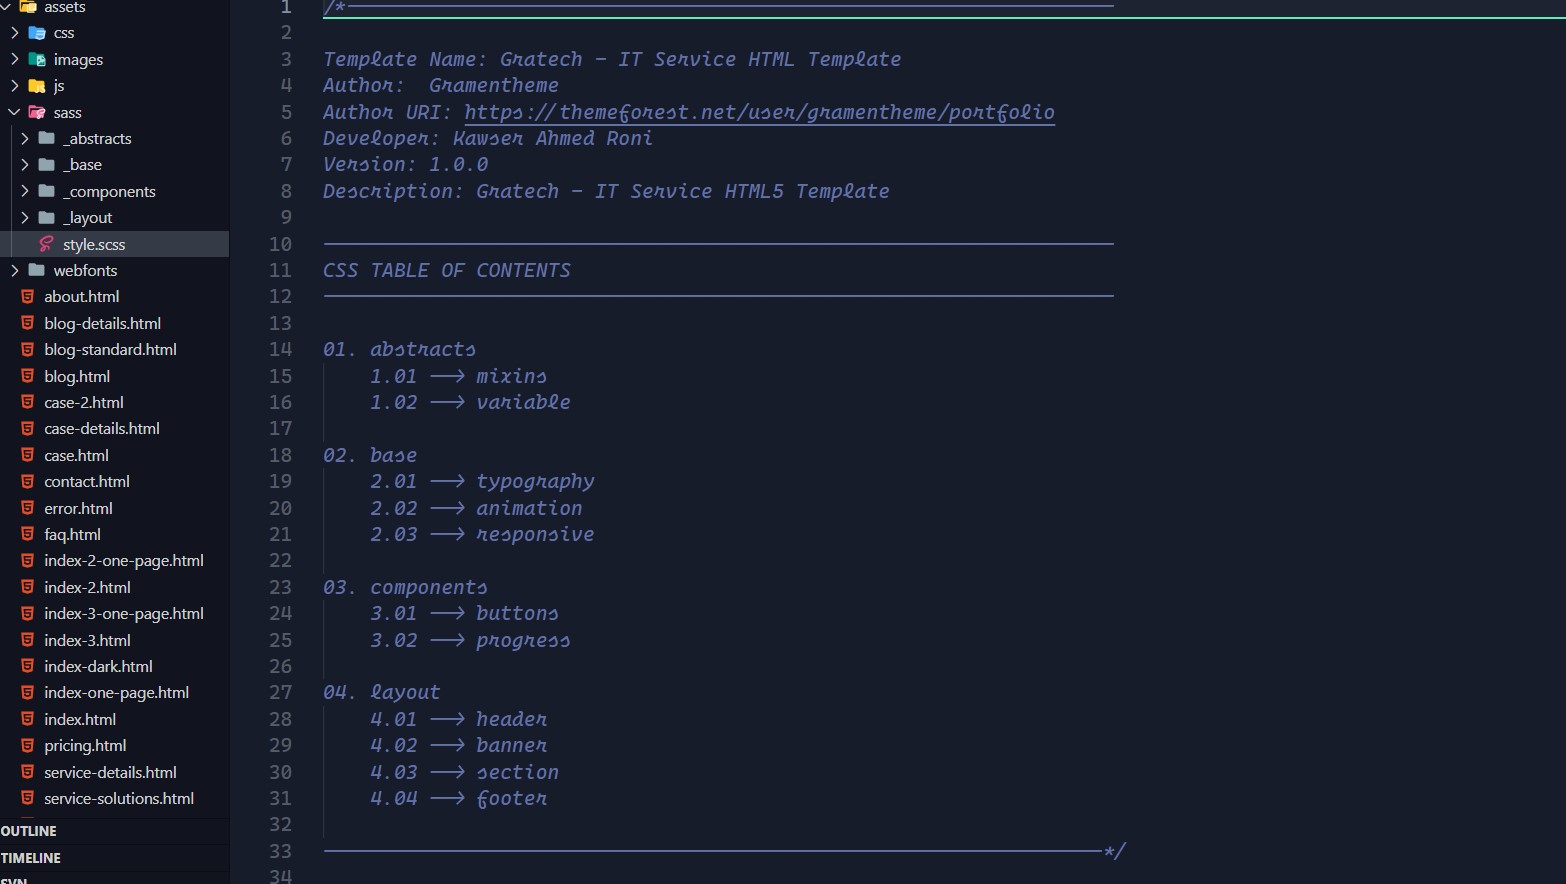 assets
css
images
js
sass
_abstracts
_base
_components
_layout
style.scss
webfonts
about.html
blog-details.html
blog-standard.html
blog.html
case-2.html
case-details.html
case.html
contact.html
error.html
faq.html
index-2-one-page.html
index-2.html
index-3-one-page.html
index-3.html
index-dark.html
index-one-page.html
index.html
pricing.html
service-details.html
service-solutions.html
OUTLINE
TIMELINE
SVN
1 /*
2
3 Template Name: Gratech - IT Service HTML Template
4 Author:  Gramentheme
5 Author URI: https://themeforest.net/user/gramentheme/portfolio
6 Developer: Kawser Ahmed Roni
7 Version: 1.0.0
8 Description: Gratech - IT Service HTML5 Template
9
10
11 CSS TABLE OF CONTENTS
12
13
14 01. abstracts
15 1.01 --> mixins
16 1.02 --> variable
17
18 02. base
19 2.01 --> typography
20 2.02 --> animation
21 2.03 --> responsive
22
23 03. components
24 3.01 --> buttons
25 3.02 --> progress
26
27 04. layout
28 4.01 --> header
29 4.02 --> banner
30 4.03 --> section
31 4.04 --> footer
32
33 */
34